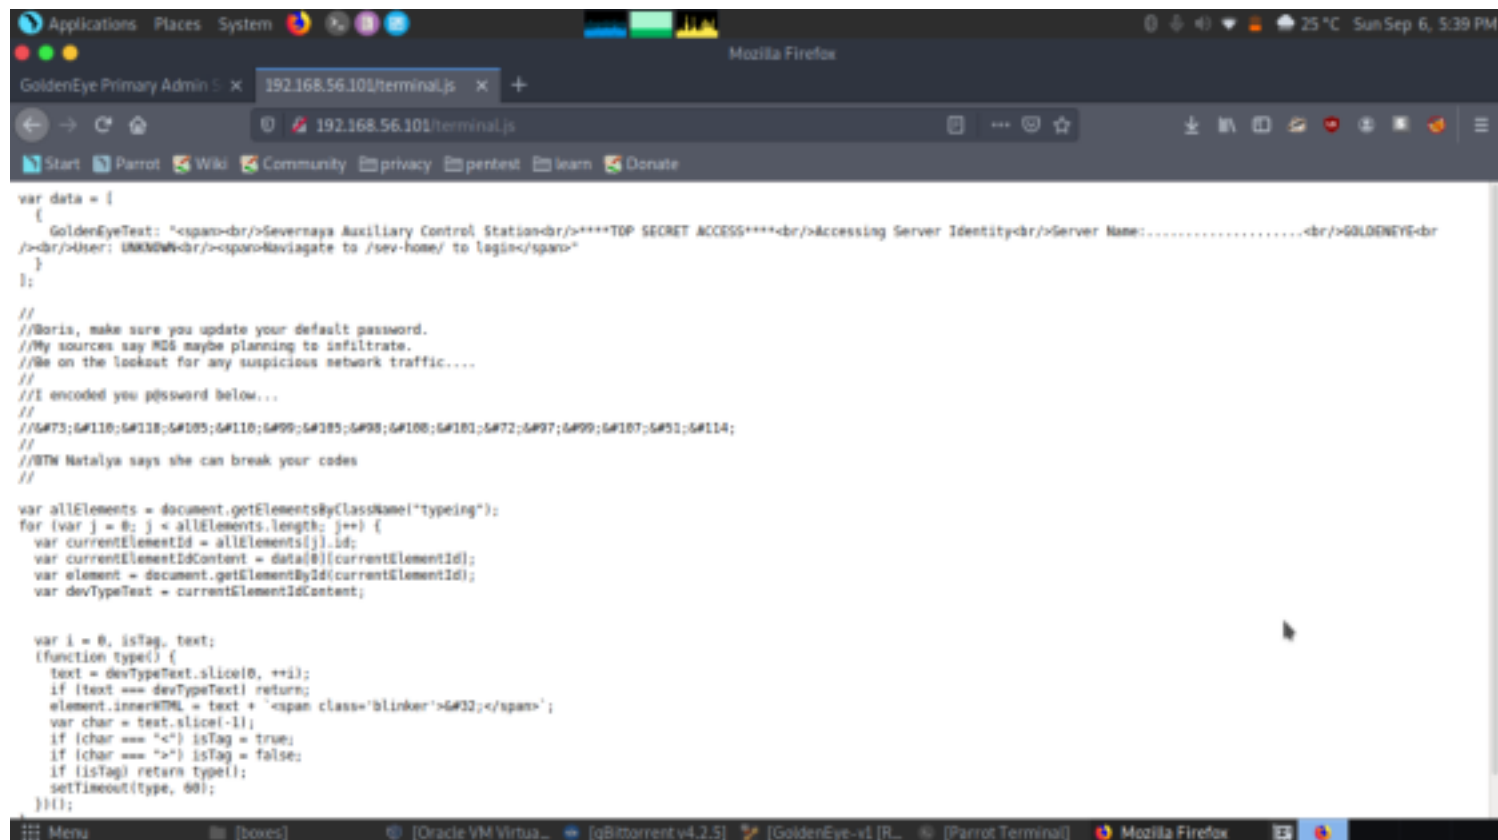 Applications Places System
25 °C Sun Sep 6, 5:39 PM
Mozilla Firefox
GoldenEye Primary Admin S
192.168.56.101/terminal.js
192.168.56.101/terminal.js
Start Parrot Wiki Community privacy pentest learn Donate
var data = [
{
GoldenEyeText: "<span><br/>Severnaya Auxiliary Control Station<br/>****TOP SECRET ACCESS****<br/>Accessing Server Identity<br/>Server Name:....................<br/>GOLDENEYE<br
/><br/>User: UNKNOWN<br/><span>Naviagate to /sev-home/ to login</span>"
}
];
//
//Boris, make sure you update your default password.
//My sources say MI6 maybe planning to infiltrate.
//Be on the lookout for any suspicious network traffic....
//
//I encoded you p@ssword below...
//
//&#73;&#110;&#118;&#105;&#110;&#99;&#105;&#98;&#108;&#101;&#72;&#97;&#99;&#107;&#51;&#114;
//
//BTW Natalya says she can break your codes
//
var allElements = document.getElementsByClassName("typeing");
for (var j = 0; j < allElements.length; j++) {
var currentElementId = allElements[j].id;
var currentElementIdContent = data[0][currentElementId];
var element = document.getElementById(currentElementId);
var devTypeText = currentElementIdContent;
var i = 0, isTag, text;
(function type() {
text = devTypeText.slice(0, ++i);
if (text === devTypeText) return;
element.innerHTML = text + `<span class='blinker'>&#32;</span>`;
var char = text.slice(-1);
if (char === "<") isTag = true;
if (char === ">") isTag = false;
if (isTag) return type();
setTimeout(type, 60);
})();
Menu [boxes] [Oracle VM Virtua... [qBittorrent v4.2.5] [GoldenEye-v1 [R... [Parrot Terminal] Mozilla Firefox